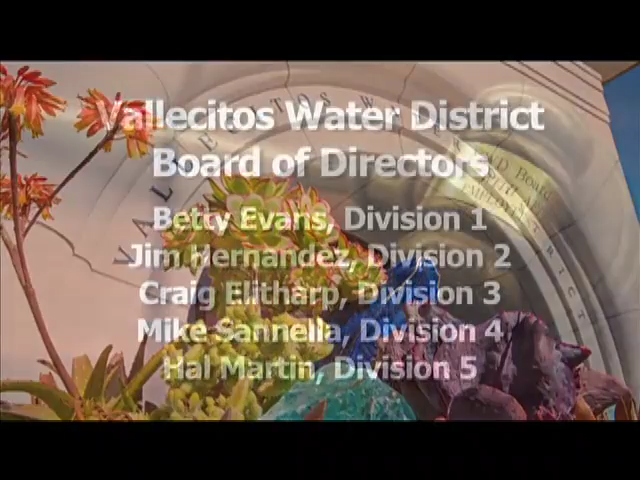 Vallecitos Water District
Board of Directors
Betty Evans, Division 1
Jim Hernandez, Division 2
Craig Elitharp, Division 3
Mike Sannella, Division 4
Hal Martin, Division 5